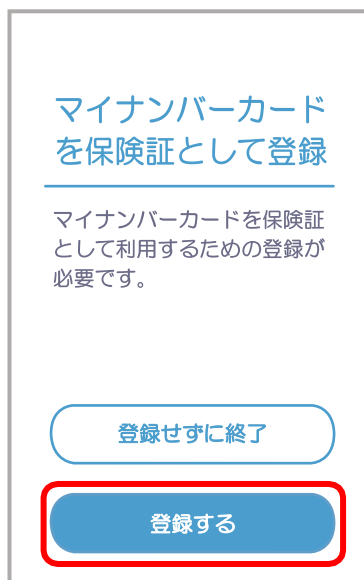 マイナンバーカード
を保険証として登録
マイナンバーカードを保険証
として利用するための登録が
必要です。
登録せずに終了
登録する